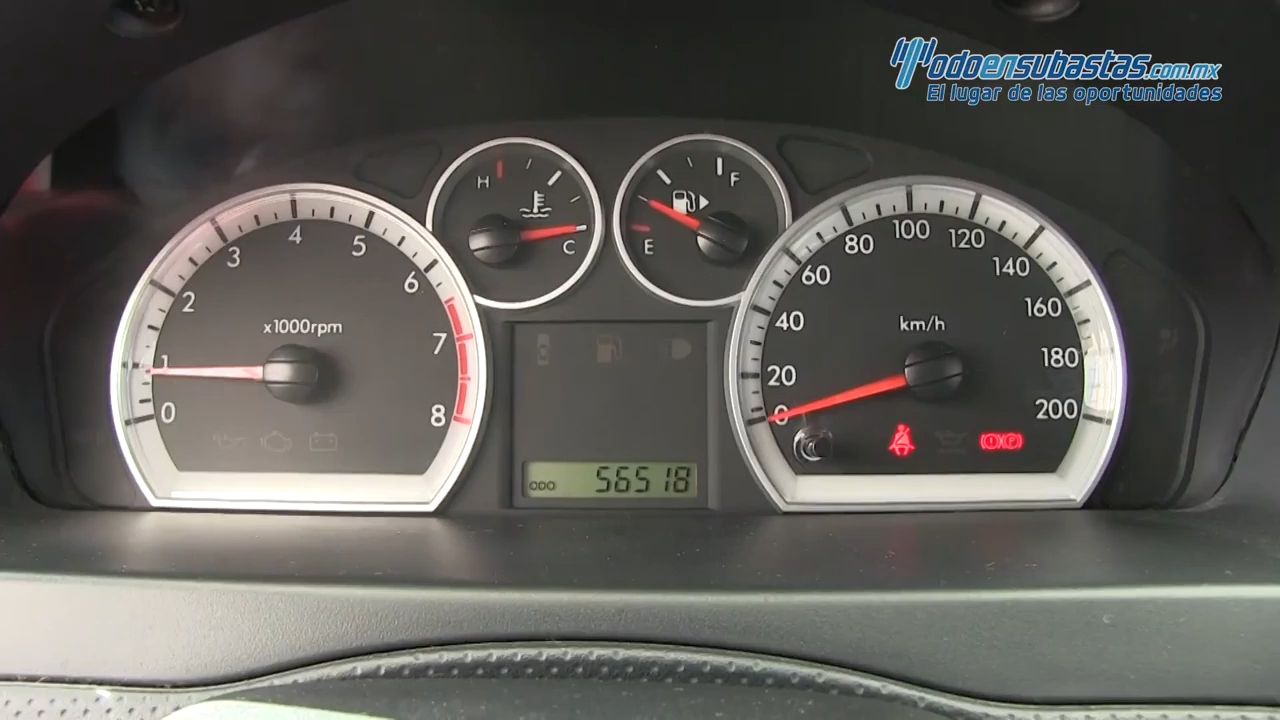 Todoensubastas.com.mx
El lugar de las oportunidades
H
C
F
E
0
1
2
3
4
5
6
7
8
x1000rpm
0
20
40
60
80
100
120
140
160
180
200
km/h
ODO 56518
P